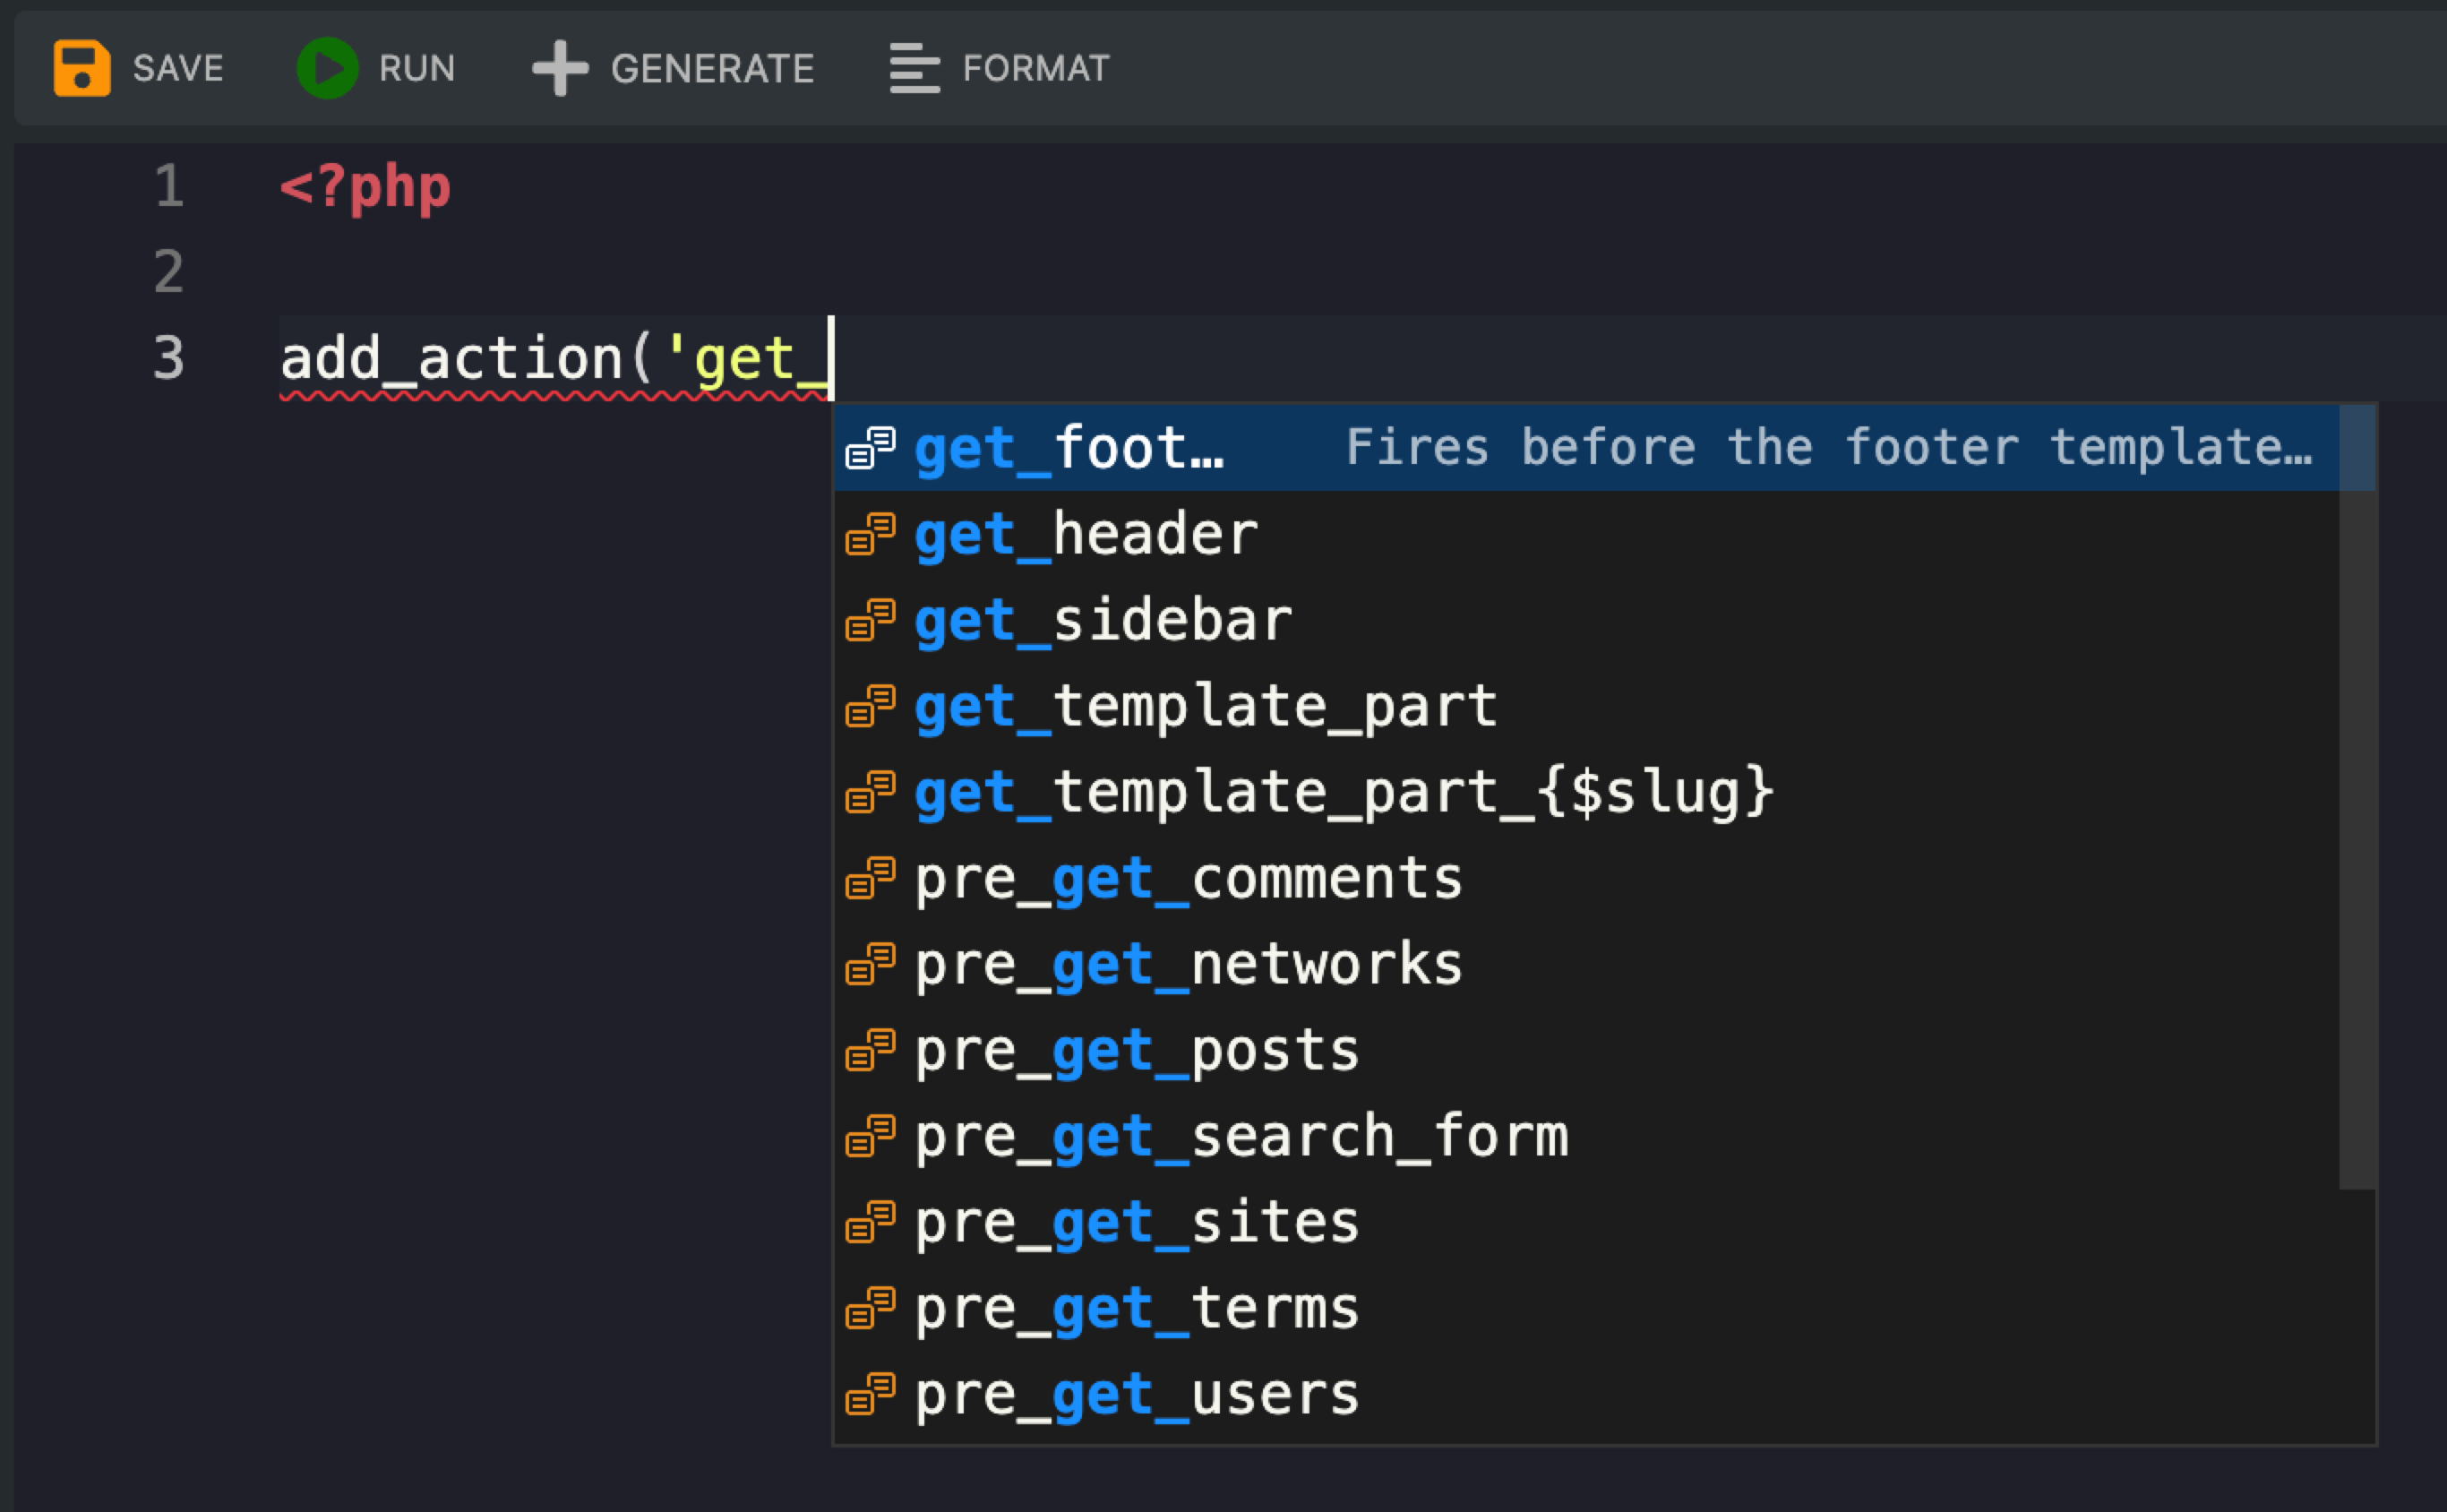 SAVE RUN GENERATE FORMAT
1 <?php
2
3 add_action('get_
get_foot… Fires before the footer template…
get_header
get_sidebar
get_template_part
get_template_part_{$slug}
pre_get_comments
pre_get_networks
pre_get_posts
pre_get_search_form
pre_get_sites
pre_get_terms
pre_get_users